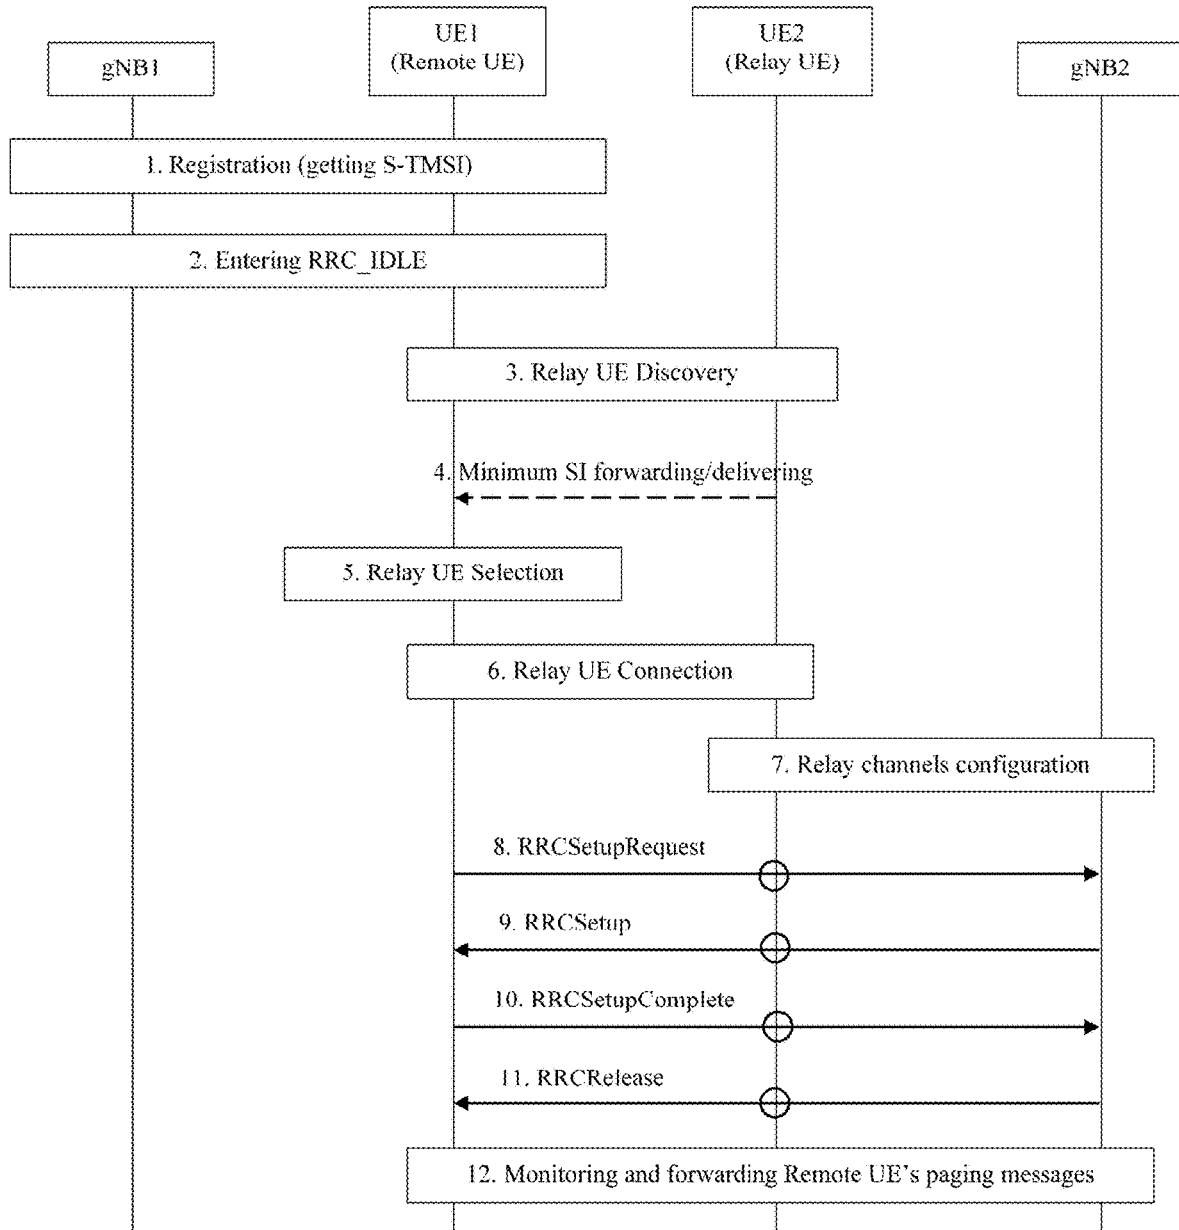 gNB1
UE1
(Remote UE)
UE2
(Relay UE)
gNB2
1. Registration (getting S-TMSI)
2. Entering RRC_IDLE
3. Relay UE Discovery
4. Minimum SI forwarding/delivering
5. Relay UE Selection
6. Relay UE Connection
7. Relay channels configuration
8. RRCSetupRequest
9. RRCSetup
10. RRCSetupComplete
11. RRCRelease
12. Monitoring and forwarding Remote UE's paging messages